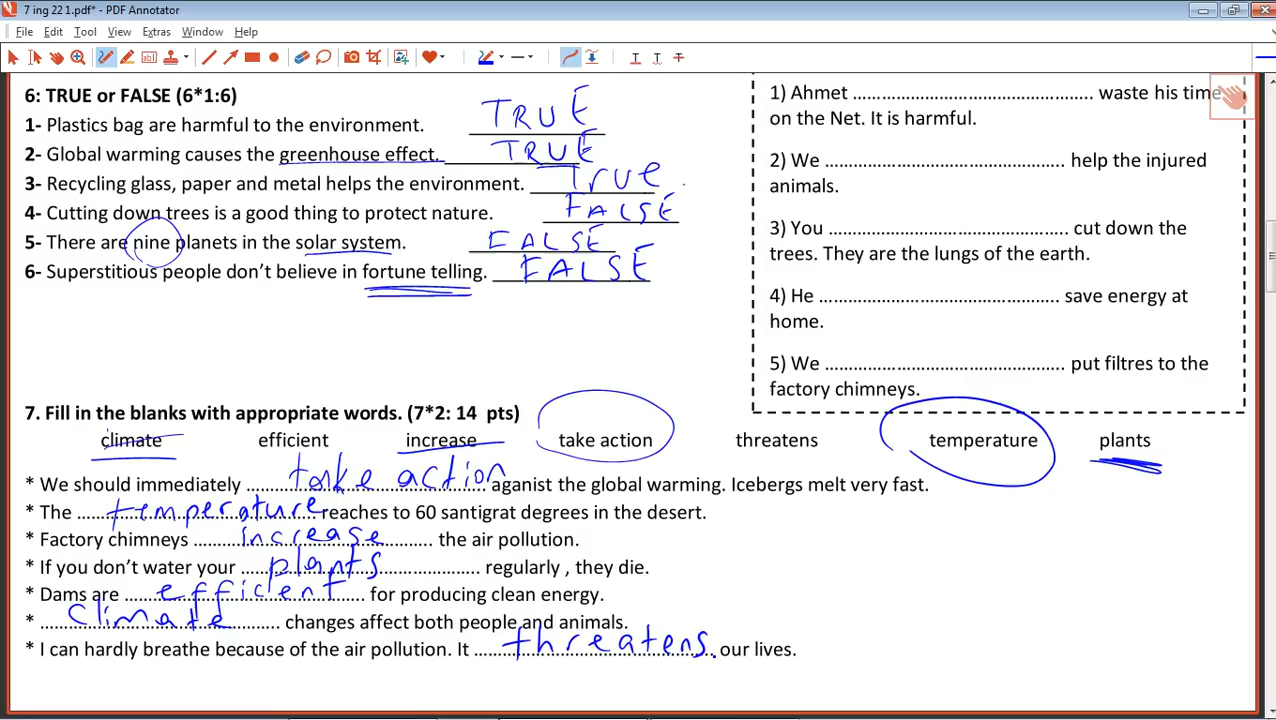 7 ing 22 1.pdf* - PDF Annotator
File Edit Tool View Extras Window Help
6: TRUE or FALSE (6*1:6)
1- Plastics bag are harmful to the environment. TRUE
2- Global warming causes the greenhouse effect. TRUE
3- Recycling glass, paper and metal helps the environment. True
4- Cutting down trees is a good thing to protect nature. FALSE
5- There are nine planets in the solar system. FALSE
6- Superstitious people don't believe in fortune telling. FALSE
1) Ahmet ……………………………………… waste his time
on the Net. It is harmful.
2) We ……………………………………… help the injured
animals.
3) You ……………………………………… cut down the
trees. They are the lungs of the earth.
4) He ……………………………………… save energy at
home.
5) We ……………………………………… put filtres to the
factory chimneys.
7. Fill in the blanks with appropriate words. (7*2: 14 pts)
climate efficient increase take action threatens temperature plants
* We should immediately take action aganist the global warming. Icebergs melt very fast.
* The temperature reaches to 60 santigrat degrees in the desert.
* Factory chimneys increase the air pollution.
* If you don't water your plants regularly , they die.
* Dams are efficient for producing clean energy.
* climate changes affect both people and animals.
* I can hardly breathe because of the air pollution. It threatens our lives.